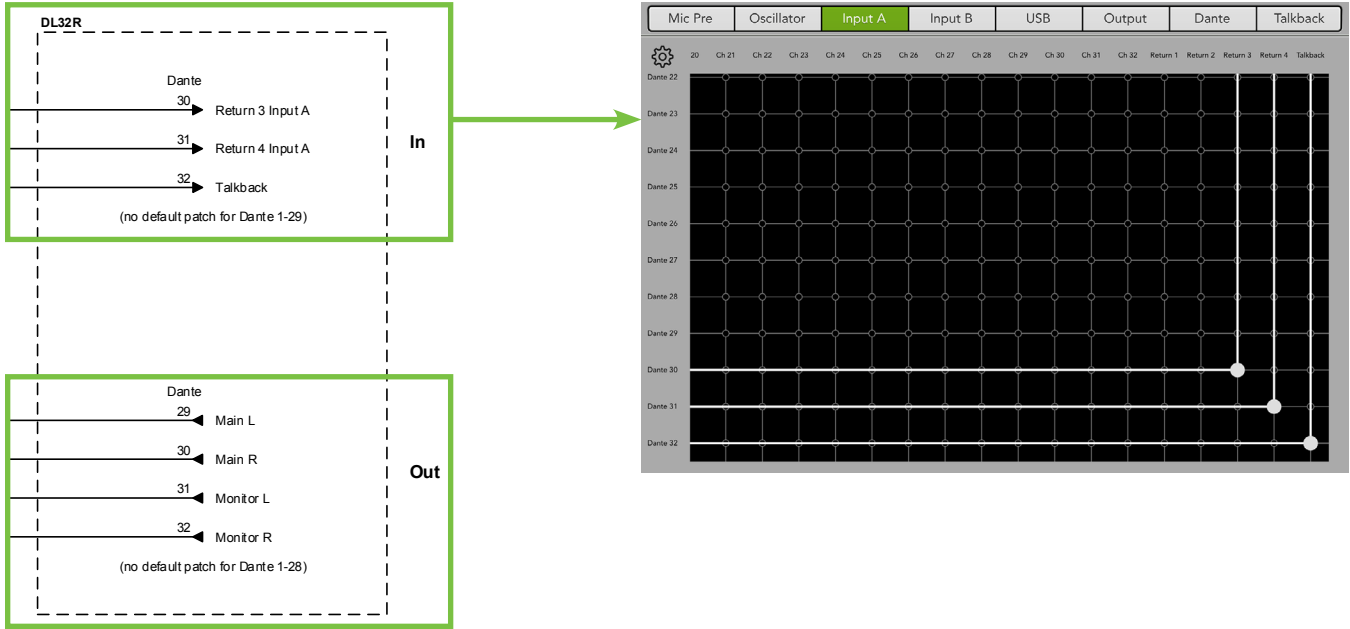 DL32R
Dante
30 Return 3 Input A
31 Return 4 Input A
32 Talkback
(no default patch for Dante 1-29)
In
Dante
29 Main L
30 Main R
31 Monitor L
32 Monitor R
(no default patch for Dante 1-28)
Out
Mic Pre Oscillator Input A Input B USB Output Dante Talkback
20 Ch 21 Ch 22 Ch 23 Ch 24 Ch 25 Ch 26 Ch 27 Ch 28 Ch 29 Ch 30 Ch 31 Ch 32 Return 1 Return 2 Return 3 Return 4 Talkback
Dante 22
Dante 23
Dante 24
Dante 25
Dante 26
Dante 27
Dante 28
Dante 29
Dante 30
Dante 31
Dante 32